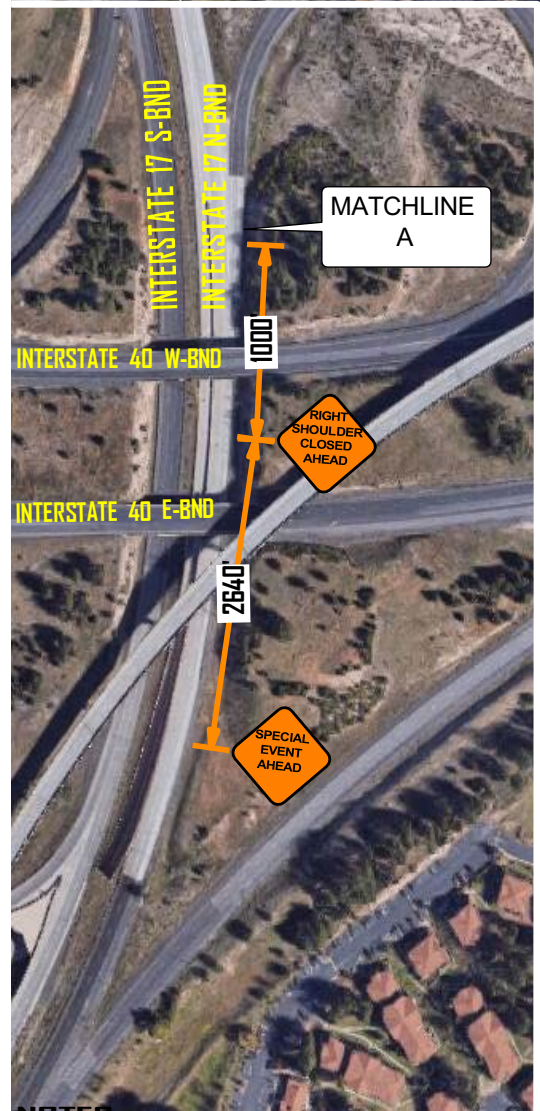 INTERSTATE 17 S-BND
INTERSTATE 17 N-BND
MATCHLINE
A
1000'
INTERSTATE 40 W-BND
RIGHT
SHOULDER
CLOSED
AHEAD
INTERSTATE 40 E-BND
2640'
SPECIAL
EVENT
AHEAD